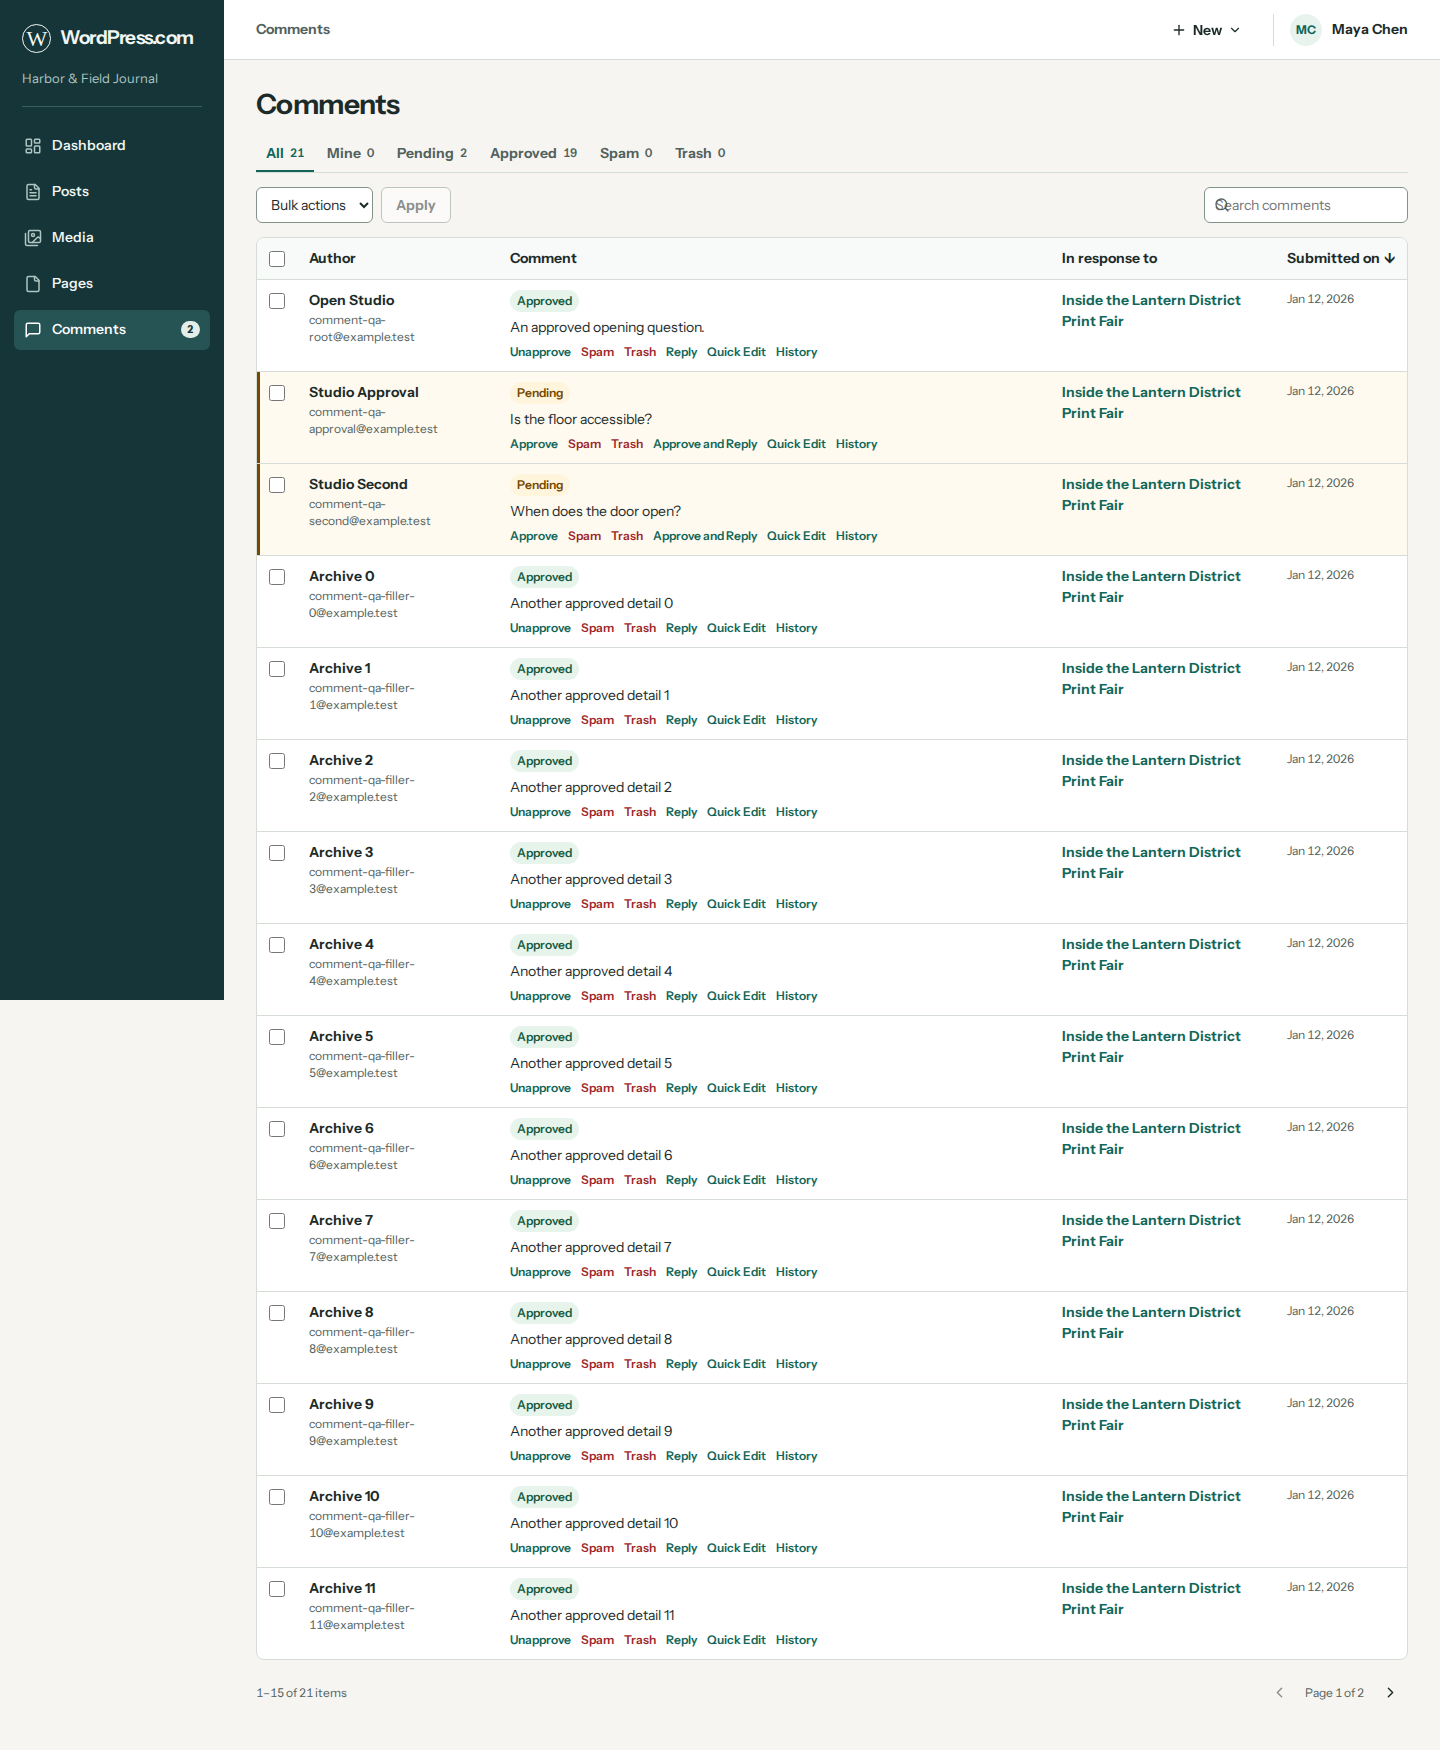 WordPress.com
Harbor & Field Journal
Dashboard
Posts
Media
Pages
Comments 2
Comments
New
MC Maya Chen
Comments
All 21 Mine 0 Pending 2 Approved 19 Spam 0 Trash 0
Bulk actions Apply Search comments
Author Comment In response to Submitted on
Open Studio Approved Inside the Lantern District Jan 12, 2026
comment-qa- An approved opening question. Print Fair
root@example.test
Unapprove Spam Trash Reply Quick Edit History
Studio Approval Pending Inside the Lantern District Jan 12, 2026
comment-qa- Is the floor accessible? Print Fair
approval@example.test
Approve Spam Trash Approve and Reply Quick Edit History
Studio Second Pending Inside the Lantern District Jan 12, 2026
comment-qa- When does the door open? Print Fair
second@example.test
Approve Spam Trash Approve and Reply Quick Edit History
Archive 0 Approved Inside the Lantern District Jan 12, 2026
comment-qa-filler- Another approved detail 0 Print Fair
0@example.test
Unapprove Spam Trash Reply Quick Edit History
Archive 1 Approved Inside the Lantern District Jan 12, 2026
comment-qa-filler- Another approved detail 1 Print Fair
1@example.test
Unapprove Spam Trash Reply Quick Edit History
Archive 2 Approved Inside the Lantern District Jan 12, 2026
comment-qa-filler- Another approved detail 2 Print Fair
2@example.test
Unapprove Spam Trash Reply Quick Edit History
Archive 3 Approved Inside the Lantern District Jan 12, 2026
comment-qa-filler- Another approved detail 3 Print Fair
3@example.test
Unapprove Spam Trash Reply Quick Edit History
Archive 4 Approved Inside the Lantern District Jan 12, 2026
comment-qa-filler- Another approved detail 4 Print Fair
4@example.test
Unapprove Spam Trash Reply Quick Edit History
Archive 5 Approved Inside the Lantern District Jan 12, 2026
comment-qa-filler- Another approved detail 5 Print Fair
5@example.test
Unapprove Spam Trash Reply Quick Edit History
Archive 6 Approved Inside the Lantern District Jan 12, 2026
comment-qa-filler- Another approved detail 6 Print Fair
6@example.test
Unapprove Spam Trash Reply Quick Edit History
Archive 7 Approved Inside the Lantern District Jan 12, 2026
comment-qa-filler- Another approved detail 7 Print Fair
7@example.test
Unapprove Spam Trash Reply Quick Edit History
Archive 8 Approved Inside the Lantern District Jan 12, 2026
comment-qa-filler- Another approved detail 8 Print Fair
8@example.test
Unapprove Spam Trash Reply Quick Edit History
Archive 9 Approved Inside the Lantern District Jan 12, 2026
comment-qa-filler- Another approved detail 9 Print Fair
9@example.test
Unapprove Spam Trash Reply Quick Edit History
Archive 10 Approved Inside the Lantern District Jan 12, 2026
comment-qa-filler- Another approved detail 10 Print Fair
10@example.test
Unapprove Spam Trash Reply Quick Edit History
Archive 11 Approved Inside the Lantern District Jan 12, 2026
comment-qa-filler- Another approved detail 11 Print Fair
11@example.test
Unapprove Spam Trash Reply Quick Edit History
1–15 of 21 items Page 1 of 2